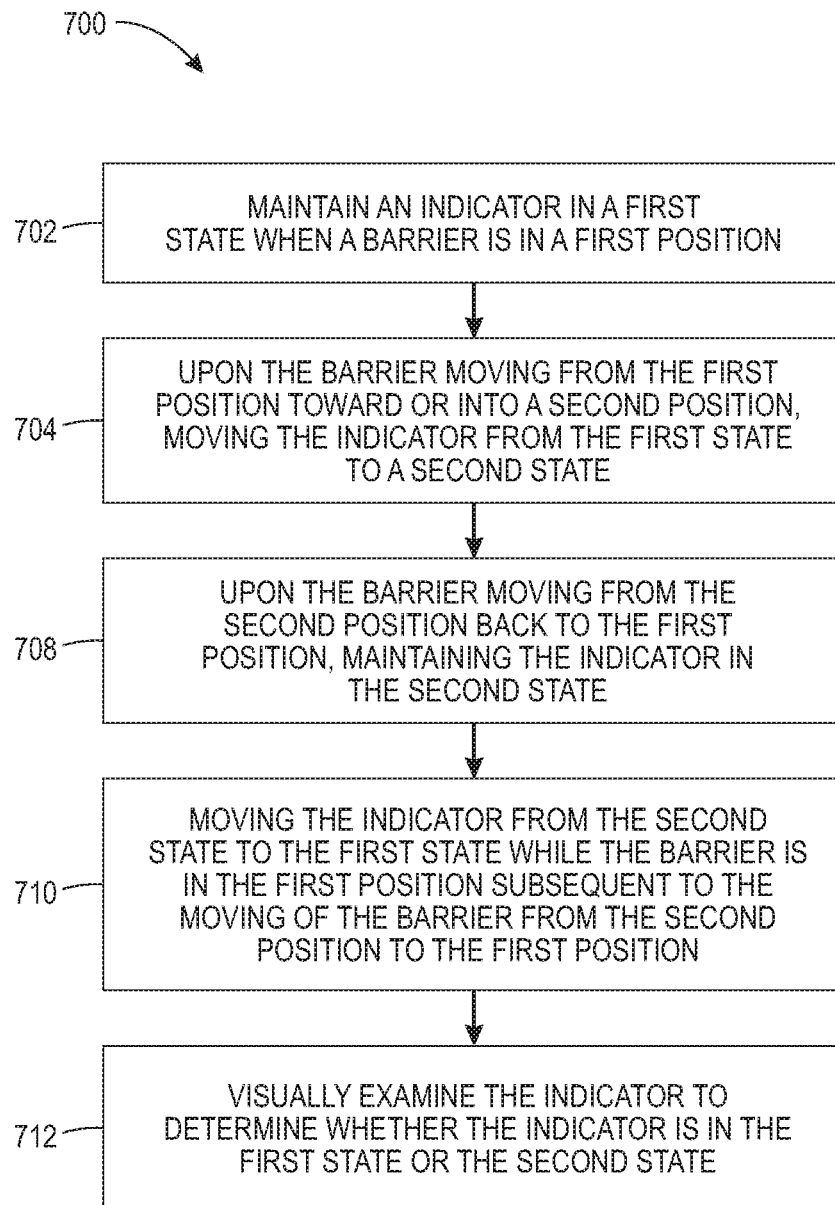 700
702
MAINTAIN AN INDICATOR IN A FIRST
STATE WHEN A BARRIER IS IN A FIRST POSITION
704
UPON THE BARRIER MOVING FROM THE FIRST
POSITION TOWARD OR INTO A SECOND POSITION,
MOVING THE INDICATOR FROM THE FIRST STATE
TO A SECOND STATE
708
UPON THE BARRIER MOVING FROM THE
SECOND POSITION BACK TO THE FIRST
POSITION, MAINTAINING THE INDICATOR IN
THE SECOND STATE
710
MOVING THE INDICATOR FROM THE SECOND
STATE TO THE FIRST STATE WHILE THE BARRIER IS
IN THE FIRST POSITION SUBSEQUENT TO THE
MOVING OF THE BARRIER FROM THE SECOND
POSITION TO THE FIRST POSITION
712
VISUALLY EXAMINE THE INDICATOR TO
DETERMINE WHETHER THE INDICATOR IS IN THE
FIRST STATE OR THE SECOND STATE